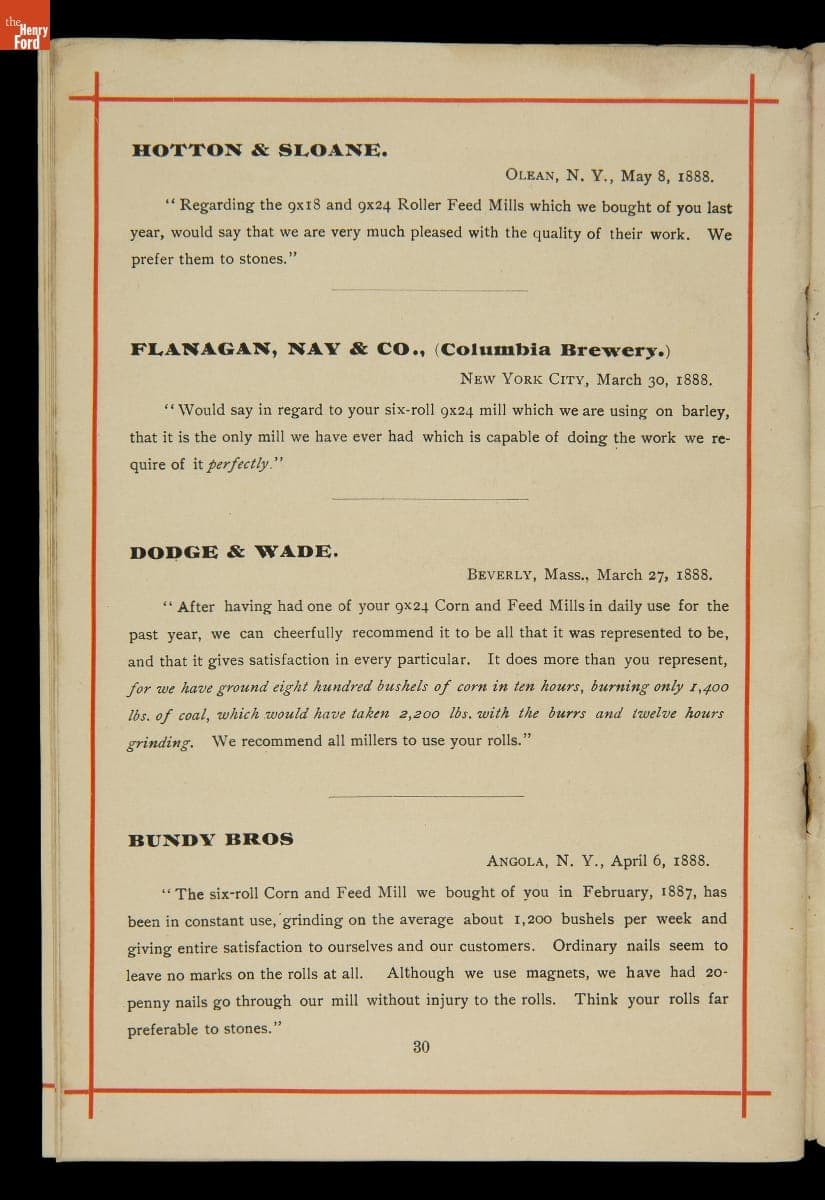 the
Henry
Ford
HOTTON & SLOANE.
OLEAN, N. Y., May 8, 1888.
“Regarding the 9x18 and 9x24 Roller Feed Mills which we bought of you last
year, would say that we are very much pleased with the quality of their work. We
prefer them to stones.”
FLANAGAN, NAY & CO., (Columbia Brewery.)
NEW YORK CITY, March 30, 1888.
“Would say in regard to your six-roll 9x24 mill which we are using on barley,
that it is the only mill we have ever had which is capable of doing the work we re-
quire of it perfectly.”
DODGE & WADE.
BEVERLY, Mass., March 27, 1888.
“After having had one of your 9x24 Corn and Feed Mills in daily use for the
past year, we can cheerfully recommend it to be all that it was represented to be,
and that it gives satisfaction in every particular. It does more than you represent,
for we have ground eight hundred bushels of corn in ten hours, burning only 1,400
lbs. of coal, which would have taken 2,200 lbs. with the burrs and twelve hours
grinding. We recommend all millers to use your rolls.”
BUNDY BROS
ANGOLA, N. Y., April 6, 1888.
“The six-roll Corn and Feed Mill we bought of you in February, 1887, has
been in constant use, grinding on the average about 1,200 bushels per week and
giving entire satisfaction to ourselves and our customers. Ordinary nails seem to
leave no marks on the rolls at all. Although we use magnets, we have had 20-
penny nails go through our mill without injury to the rolls. Think your rolls far
preferable to stones.”
30